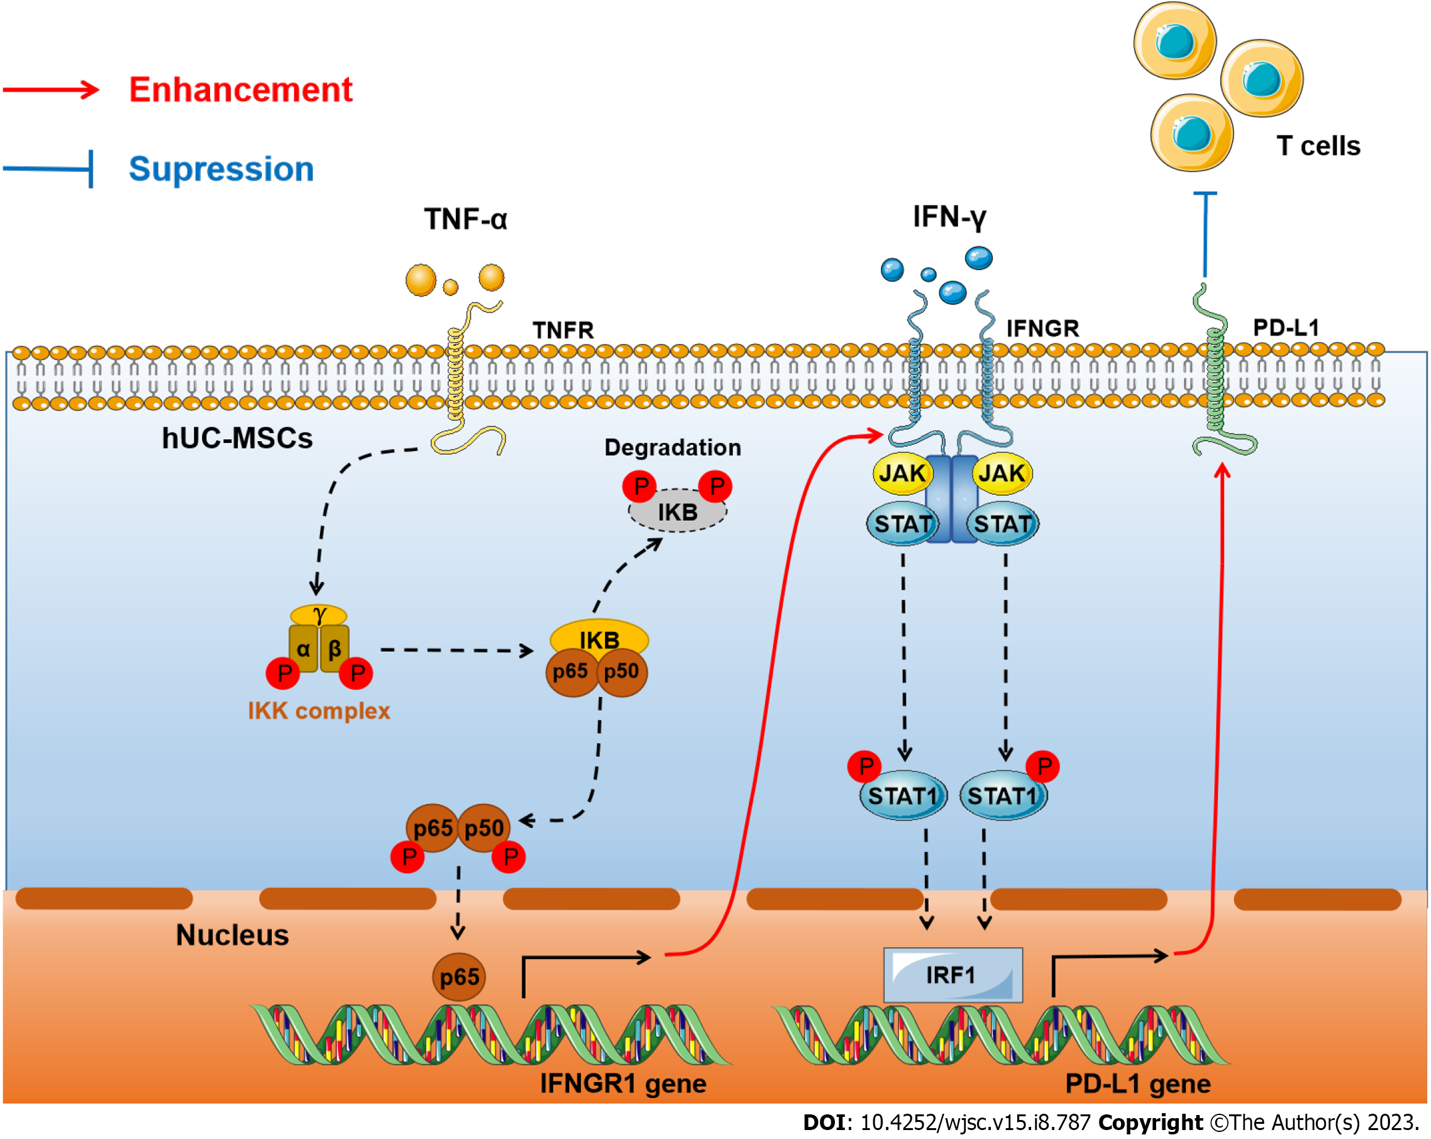 Enhancement
Supression
T cells
TNF-α
IFN-γ
TNFR
IFNGR
PD-L1
hUC-MSCs
Degradation
P P
IKB
JAK JAK
STAT STAT
γ
α β
P P
IKK complex
IKB
p65 p50
P P
STAT1 STAT1
p65 p50
P P
Nucleus
p65
IRF1
IFNGR1 gene
PD-L1 gene
DOI: 10.4252/wjsc.v15.i8.787 Copyright ©The Author(s) 2023.